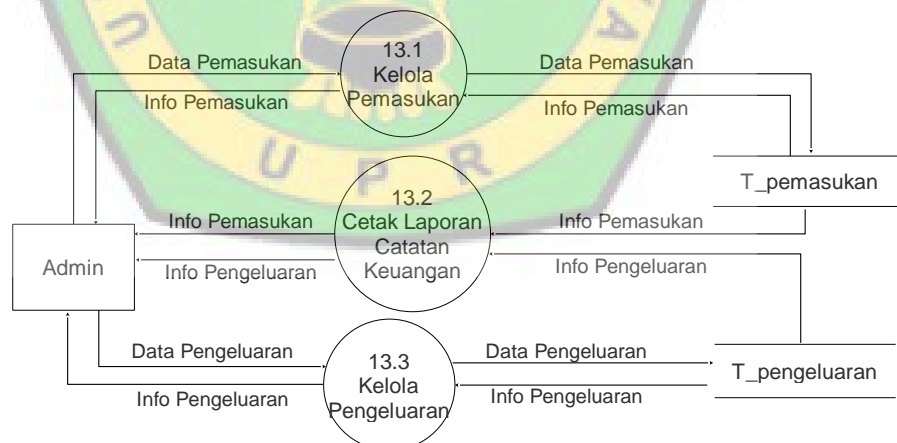 13.1
Kelola
Pemasukan
Data Pemasukan
Data Pemasukan
Info Pemasukan
Info Pemasukan
U P R
T_pemasukan
13.2
Cetak Laporan
Catatan
Keuangan
Info Pemasukan
Info Pemasukan
Admin
Info Pengeluaran
Info Pengeluaran
13.3
Kelola
Pengeluaran
Data Pengeluaran
Data Pengeluaran
Info Pengeluaran
Info Pengeluaran
T_pengeluaran